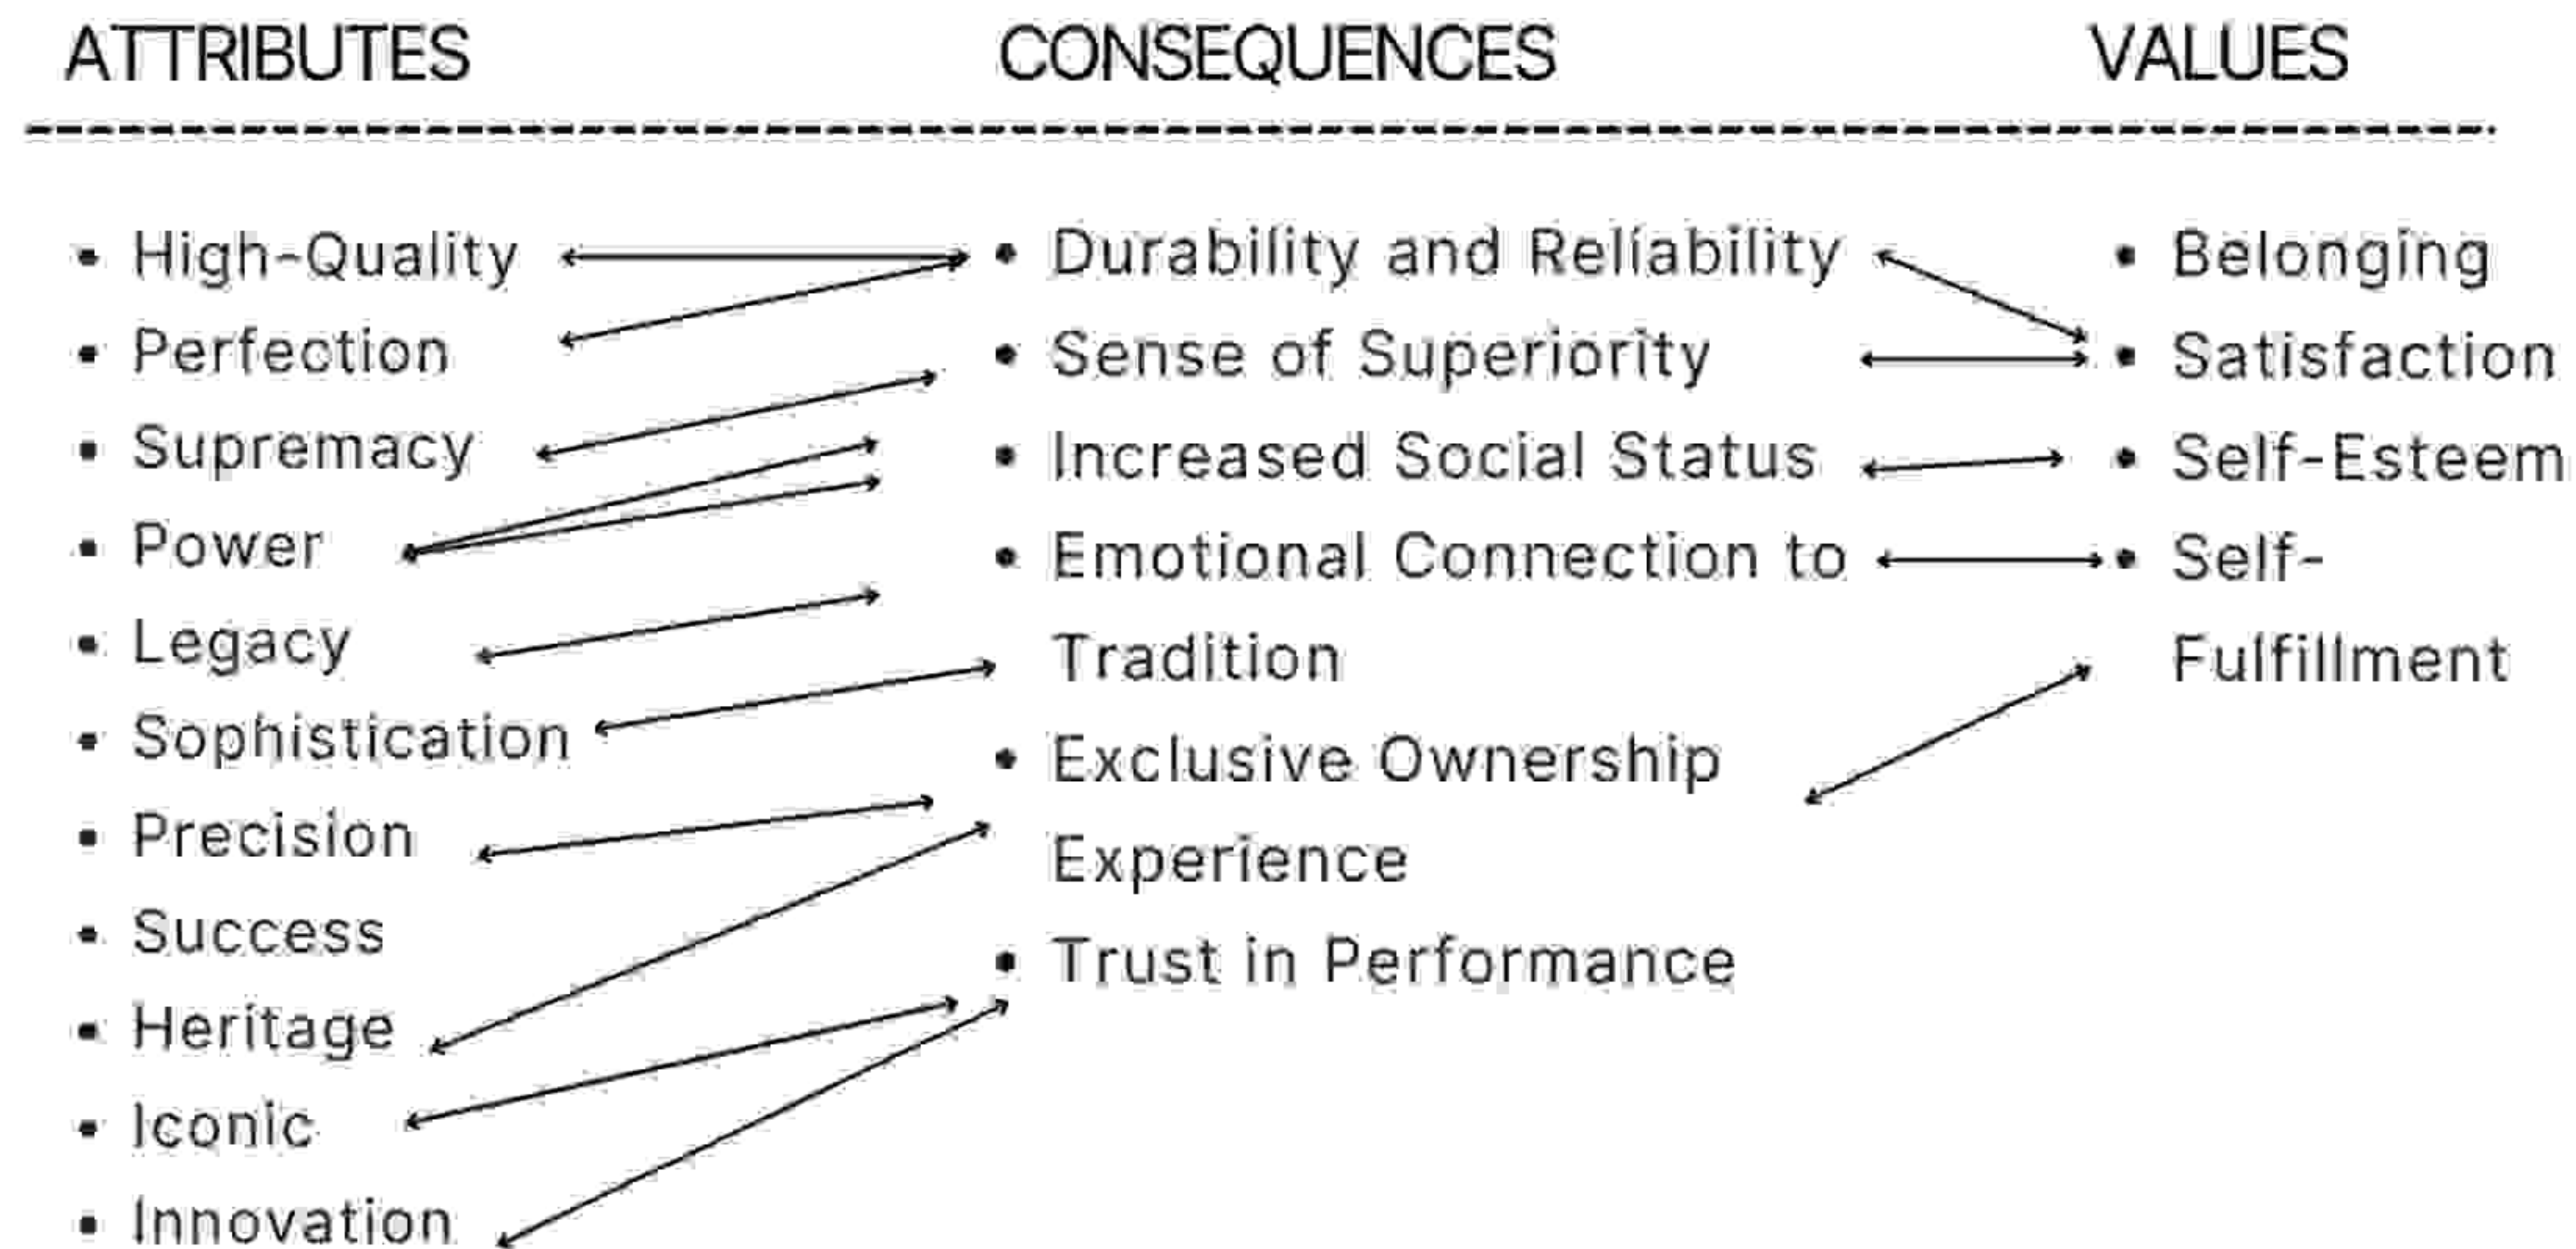 ATTRIBUTES
CONSEQUENCES
VALUES
High-Quality
Perfection
Supremacy
Power
Legacy
Sophistication
Precision
Success
Heritage
Iconic
Innovation
Durability and Reliability
Sense of Superiority
Increased Social Status
Emotional Connection to
Tradition
Exclusive Ownership
Experience
Trust in Performance
Belonging
Satisfaction
Self-Esteem
Self-
Fulfillment